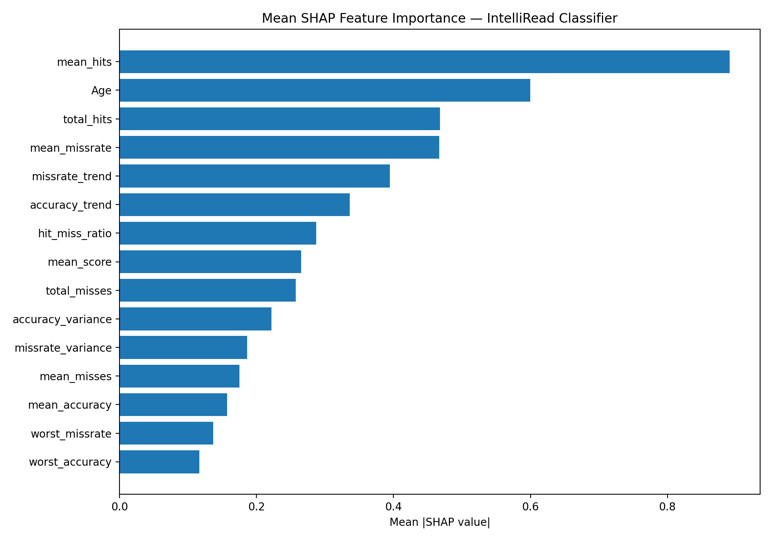 Mean SHAP Feature Importance — IntelliRead Classifier
mean_hits
Age
total_hits
mean_missrate
missrate_trend
accuracy_trend
hit_miss_ratio
mean_score
total_misses
accuracy_variance
missrate_variance
mean_misses
mean_accuracy
worst_missrate
worst_accuracy
0.0 0.2 0.4 0.6 0.8
Mean |SHAP value|